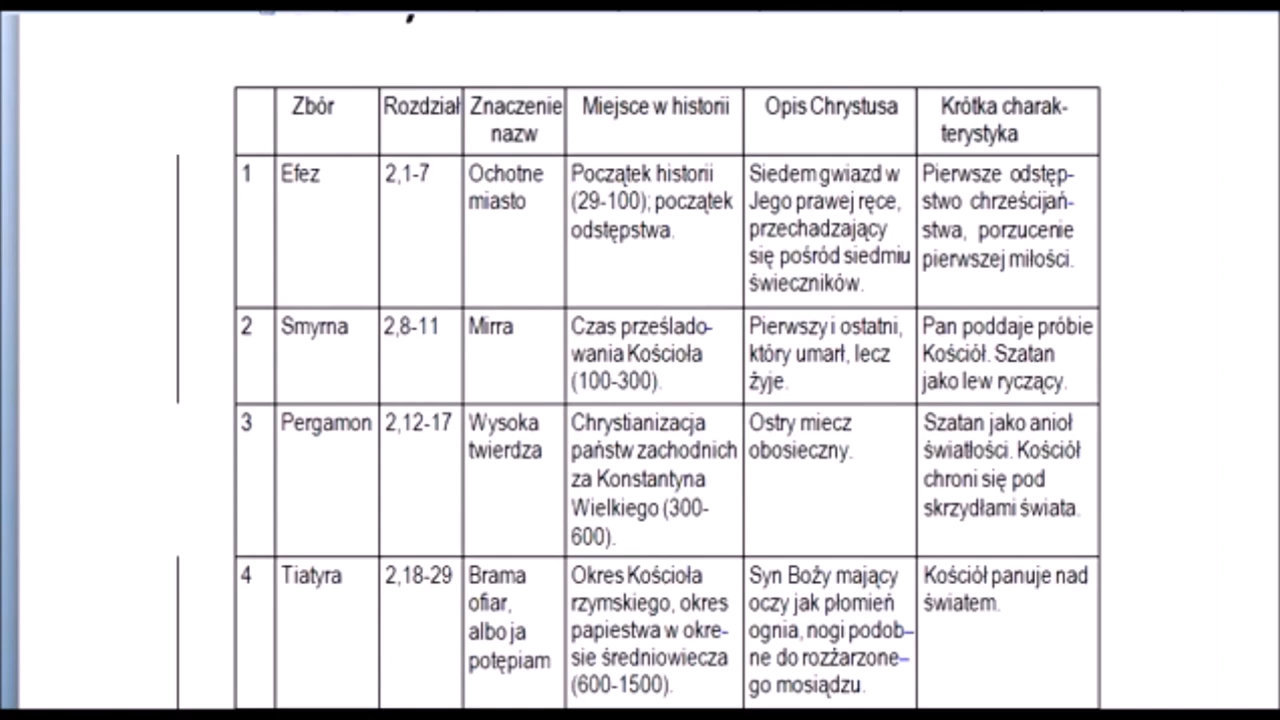 Zbór
Rozdział
Znaczenie
nazw
Miejsce w historii
Opis Chrystusa
Krótka charak-
terystyka
1
Efez
2,1-7
Ochotne
miasto
Początek historii
(29-100); początek
odstępstwa.
Siedem gwiazd w
Jego prawej ręce,
przechadzający
się pośród siedmiu
świeczników.
Pierwsze odstęp-
stwo chrześcijań-
stwa, porzucenie
pierwszej miłości.
2
Smyrna
2,8-11
Mirra
Czas prześlado-
wania Kościoła
(100-300).
Pierwszy i ostatni,
który umarł, lecz
żyje.
Pan poddaje próbie
Kościół. Szatan
jako lew ryczący.
3
Pergamon
2,12-17
Wysoka
twierdza
Chrystianizacja
państw zachodnich
za Konstantyna
Wielkiego (300-
600).
Ostry miecz
obosieczny.
Szatan jako anioł
światłości. Kościół
chroni się pod
skrzydłami świata.
4
Tiatyra
2,18-29
Brama
ofiar,
albo ja
potępiam
Okres Kościoła
rzymskiego, okres
papiestwa w okre-
sie średniowiecza
(600-1500).
Syn Boży mający
oczy jak płomień
ognia, nogi podob-
ne do rozżarzone-
go mosiądzu.
Kościół panuje nad
światem.